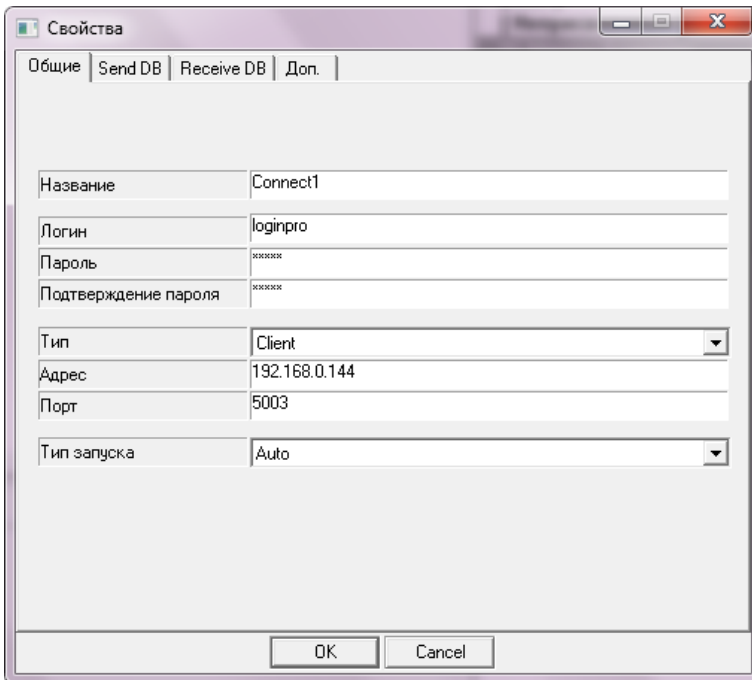 Свойства
Общие Send DB Receive DB Доп.
Название Connect1
Логин loginpro
Пароль *****
Подтверждение пароля *****
Тип Client
Адрес 192.168.0.144
Порт 5003
Тип запуска Auto
OK Cancel